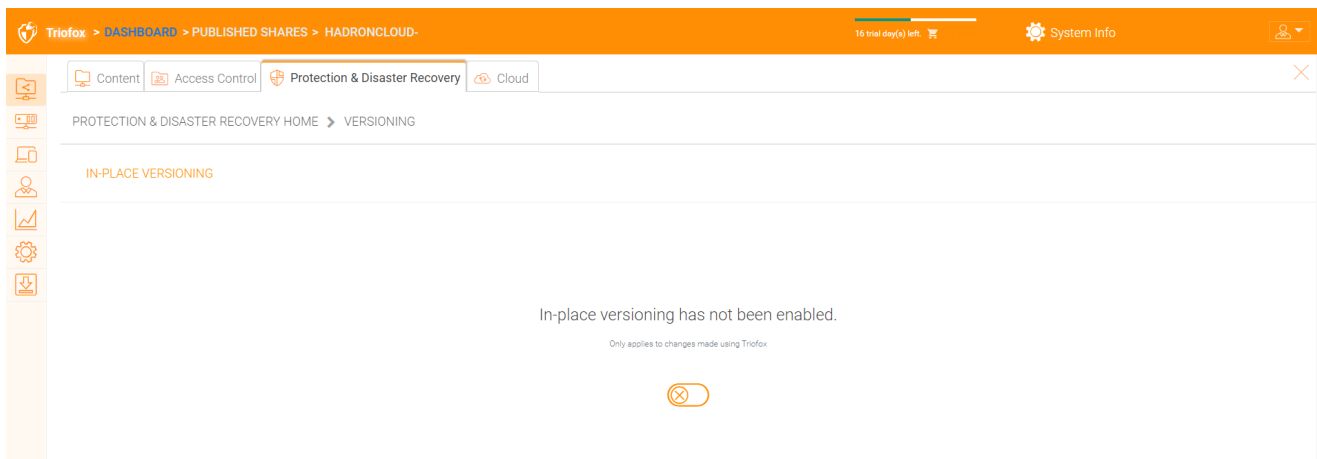 Triofox > DASHBOARD > PUBLISHED SHARES > HADRONCLOUD-
16 trial day(s) left.
System Info
Content Access Control Protection & Disaster Recovery Cloud
PROTECTION & DISASTER RECOVERY HOME > VERSIONING
IN-PLACE VERSIONING
In-place versioning has not been enabled.
Only applies to changes made using Triofox